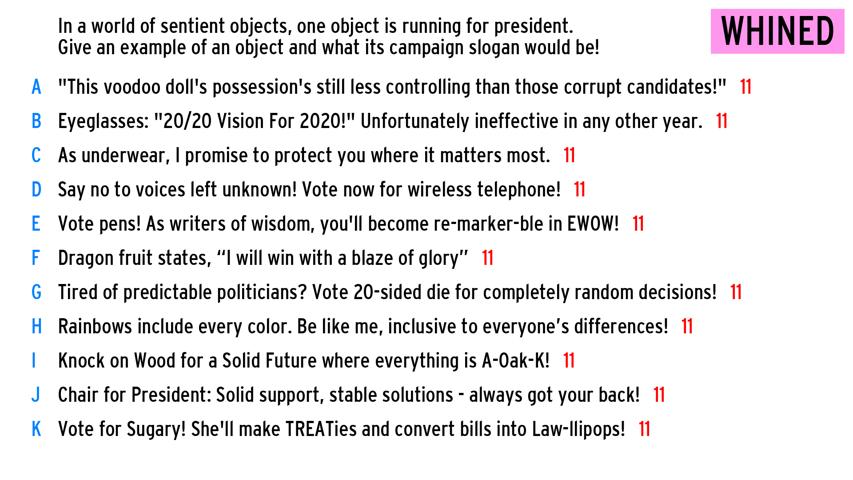 In a world of sentient objects, one object is running for president.
Give an example of an object and what its campaign slogan would be!
WHINED
A "This voodoo doll's possession's still less controlling than those corrupt candidates!" 11
B Eyeglasses: "20/20 Vision For 2020!" Unfortunately ineffective in any other year. 11
C As underwear, I promise to protect you where it matters most. 11
D Say no to voices left unknown! Vote now for wireless telephone! 11
E Vote pens! As writers of wisdom, you'll become re-marker-ble in EWOW! 11
F Dragon fruit states, “I will win with a blaze of glory” 11
G Tired of predictable politicians? Vote 20-sided die for completely random decisions! 11
H Rainbows include every color. Be like me, inclusive to everyone’s differences! 11
I Knock on Wood for a Solid Future where everything is A-Oak-K! 11
J Chair for President: Solid support, stable solutions - always got your back! 11
K Vote for Sugary! She'll make TREATies and convert bills into Law-llipops! 11